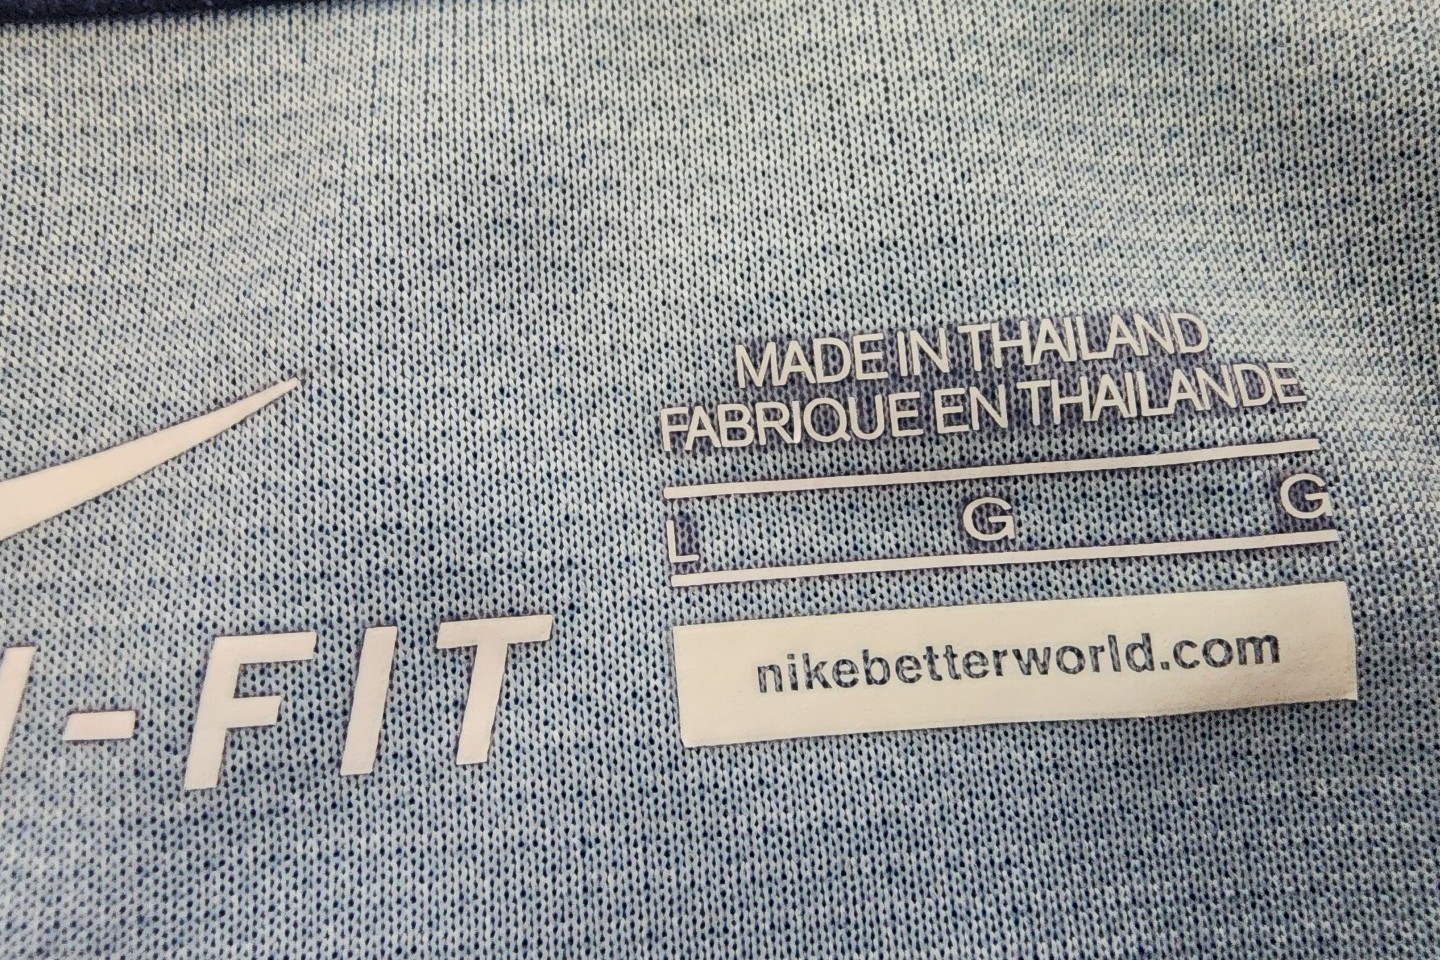 MADE IN THAILAND
FABRIQUE EN THAILANDE
L G G
nikebetterworld.com
I-FIT